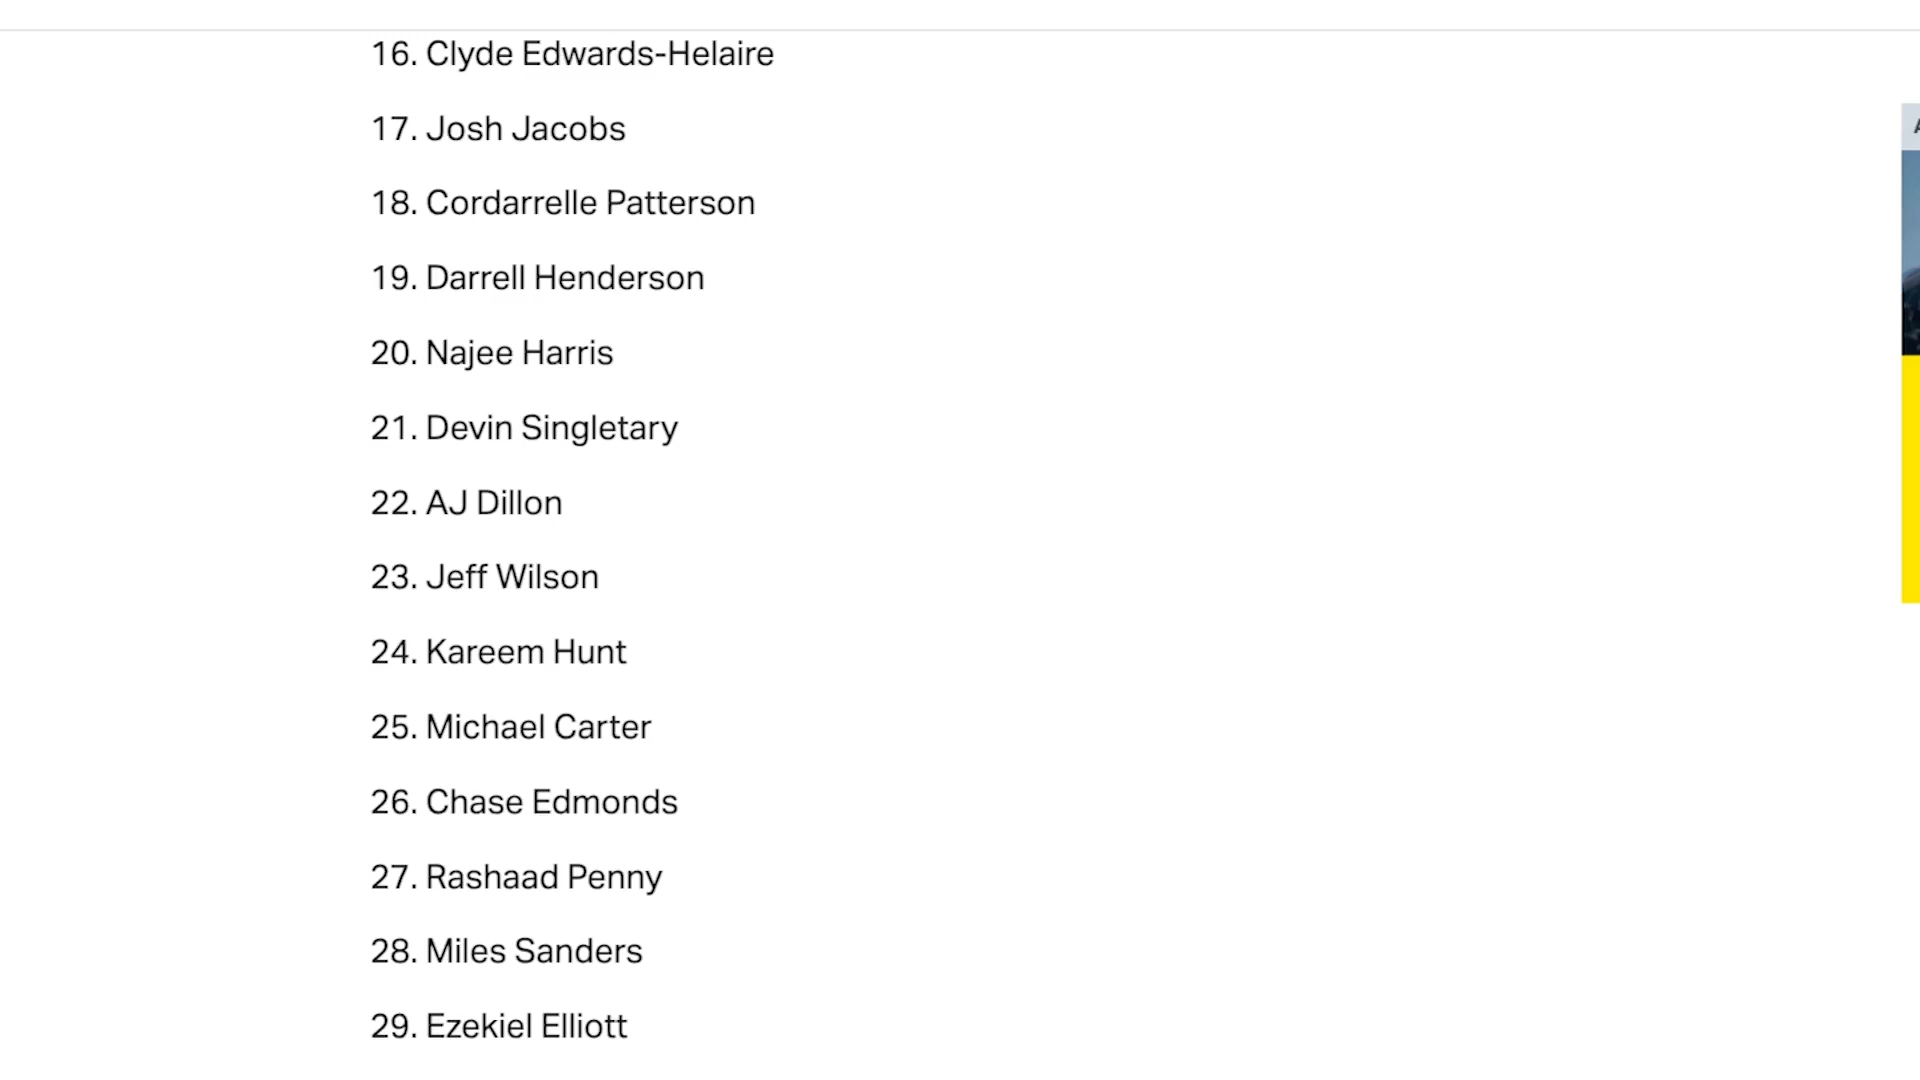 16. Clyde Edwards-Helaire
17. Josh Jacobs
18. Cordarrelle Patterson
19. Darrell Henderson
20. Najee Harris
21. Devin Singletary
22. AJ Dillon
23. Jeff Wilson
24. Kareem Hunt
25. Michael Carter
26. Chase Edmonds
27. Rashaad Penny
28. Miles Sanders
29. Ezekiel Elliott